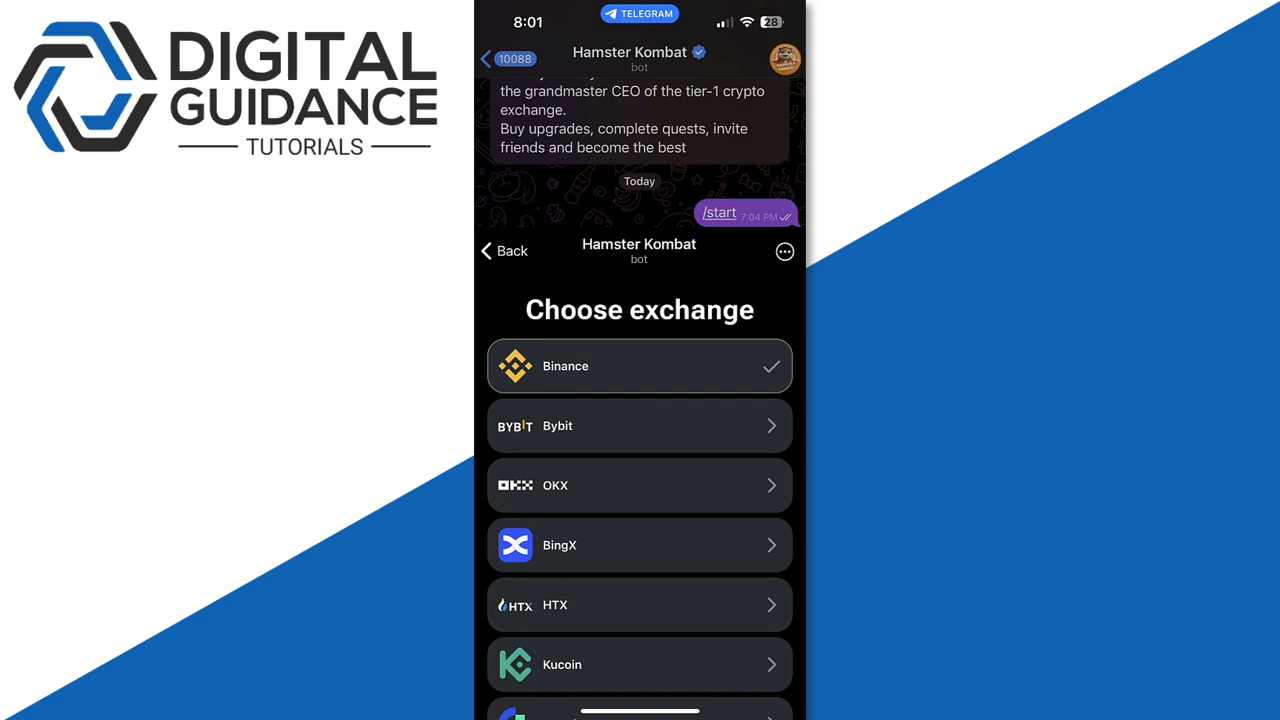 DIGITAL
GUIDANCE
TUTORIALS
8:01
TELEGRAM
28
10088
Hamster Kombat
bot
the grandmaster CEO of the tier-1 crypto
exchange.
Buy upgrades, complete quests, invite
friends and become the best
Today
/start 7:04 PM
Back
Hamster Kombat
bot
Choose exchange
Binance
BYBIT Bybit
OKX OKX
BingX
HTX HTX
Kucoin